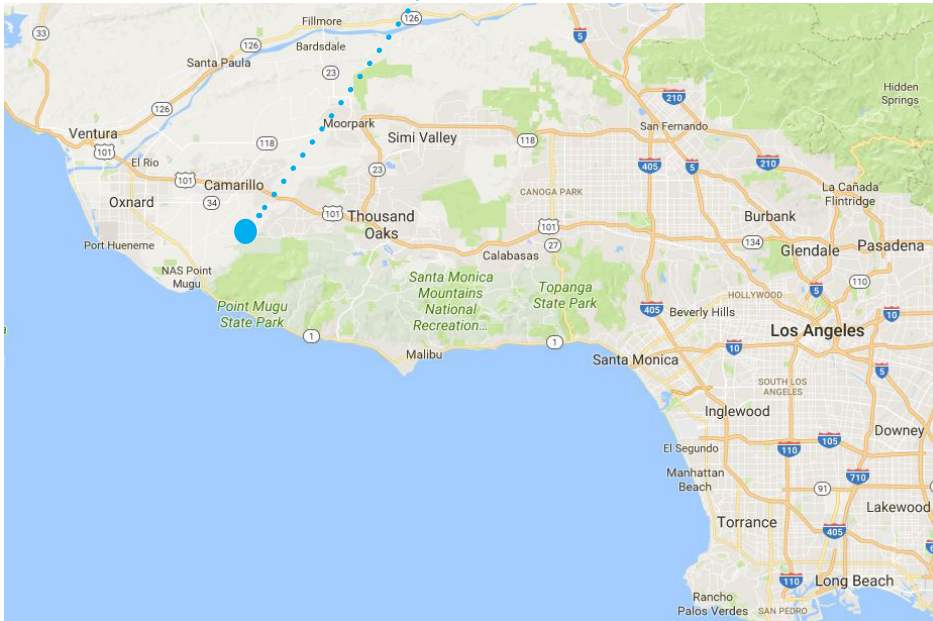 Fillmore
126
33
Bardsdale
5
126
Santa Paula
23
Hidden
Springs
210
126
Moorpark
San Fernando
Ventura
Simi Valley
118
118
101
El Rio
405
5
210
23
101
Camarillo
CANOGA PARK
La Cañada
Flintridge
Oxnard
34
101
Thousand
Oaks
101
Burbank
134
Port Hueneme
27
Glendale
Pasadena
Calabasas
NAS Point
Mugu
Santa Monica
Mountains
National
Recreation...
Topanga
State Park
110
5
HOLLYWOOD
Point Mugu
State Park
405
Beverly Hills
10
Los Angeles
1
1
10
Malibu
Santa Monica
5
SOUTH LOS
ANGELES
Inglewood
Downey
105
El Segundo
110
Manhattan
Beach
710
91
Lakewood
Torrance
405
110
Long Beach
Rancho
Palos Verdes
SAN PEDRO